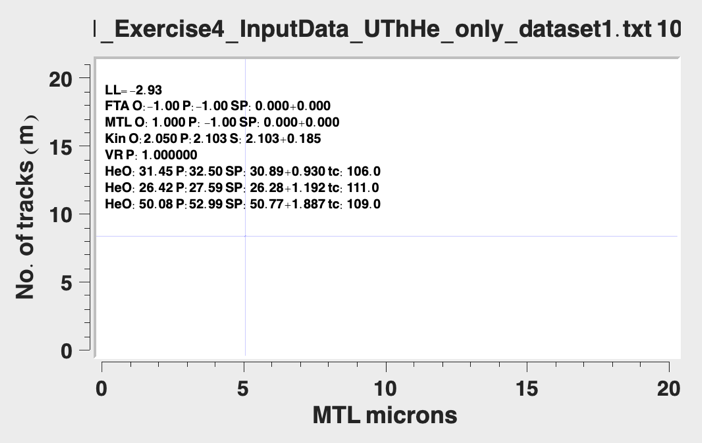 l_Exercise4_InputData_UThHe_only_dataset1.txt 10
20
LL=-2.93
FTA O:-1.00 P:-1.00 SP: 0.000+0.000
MTL O: 1.000 P: -1.00 SP: 0.000+0.000
Kin O:2.050 P:2.103 S: 2.103+0.185
VR P: 1.000000
HeO: 31.45 P: 32.50 SP: 30.89+0.930 tc: 106.0
HeO: 26.42 P: 27.59 SP: 26.28+1.192 tc: 111.0
HeO: 50.08 P: 52.99 SP: 50.77+1.887 tc: 109.0
15
10
5
0
No. of tracks (m)
0 5 10 15 20
MTL microns